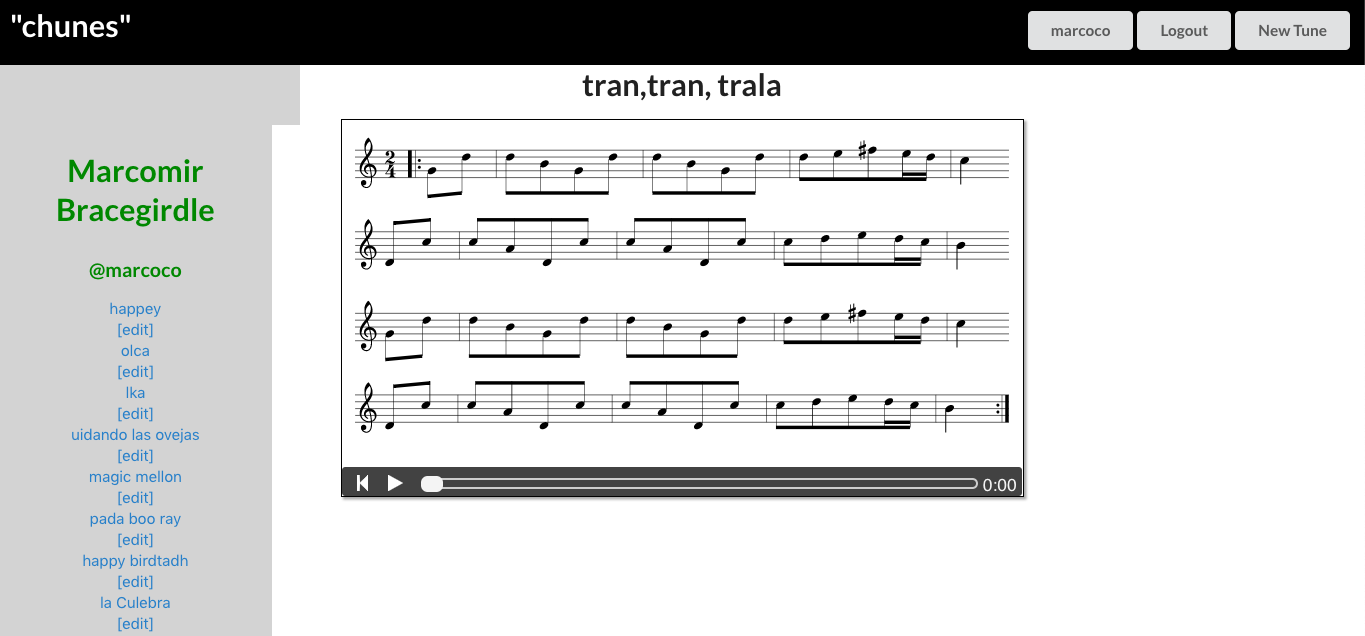 "chunes"
marcoco
Logout
New Tune
tran,tran, trala
Marcomir
Bracegirdle
@marcoco
happey
[edit]
olca
[edit]
lka
[edit]
uidando las ovejas
[edit]
magic mellon
[edit]
pada boo ray
[edit]
happy birdtadh
[edit]
la Culebra
[edit]
2
4
0:00